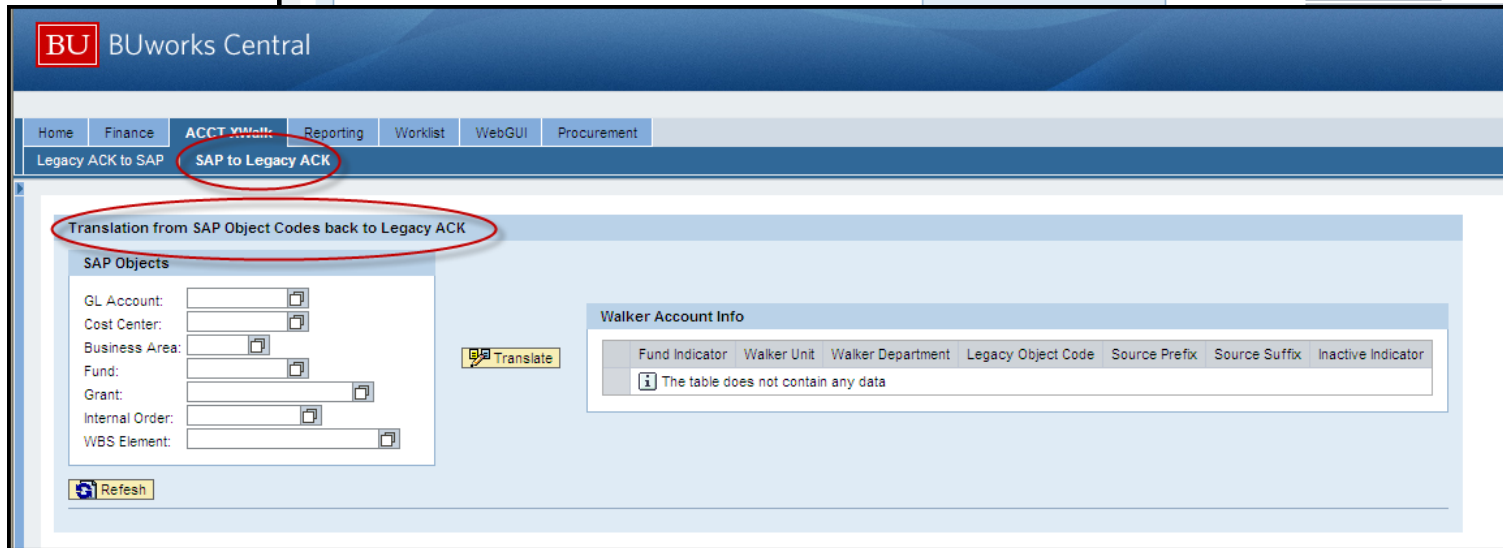 BU BUworks Central
Home Finance ACCT XWalk Reporting Worklist WebGUI Procurement
Legacy ACK to SAP SAP to Legacy ACK
Translation from SAP Object Codes back to Legacy ACK
SAP Objects
GL Account:
Cost Center:
Business Area:
Fund:
Grant:
Internal Order:
WBS Element:
Translate
Walker Account Info
Fund Indicator Walker Unit Walker Department Legacy Object Code Source Prefix Source Suffix Inactive Indicator
The table does not contain any data
Refesh